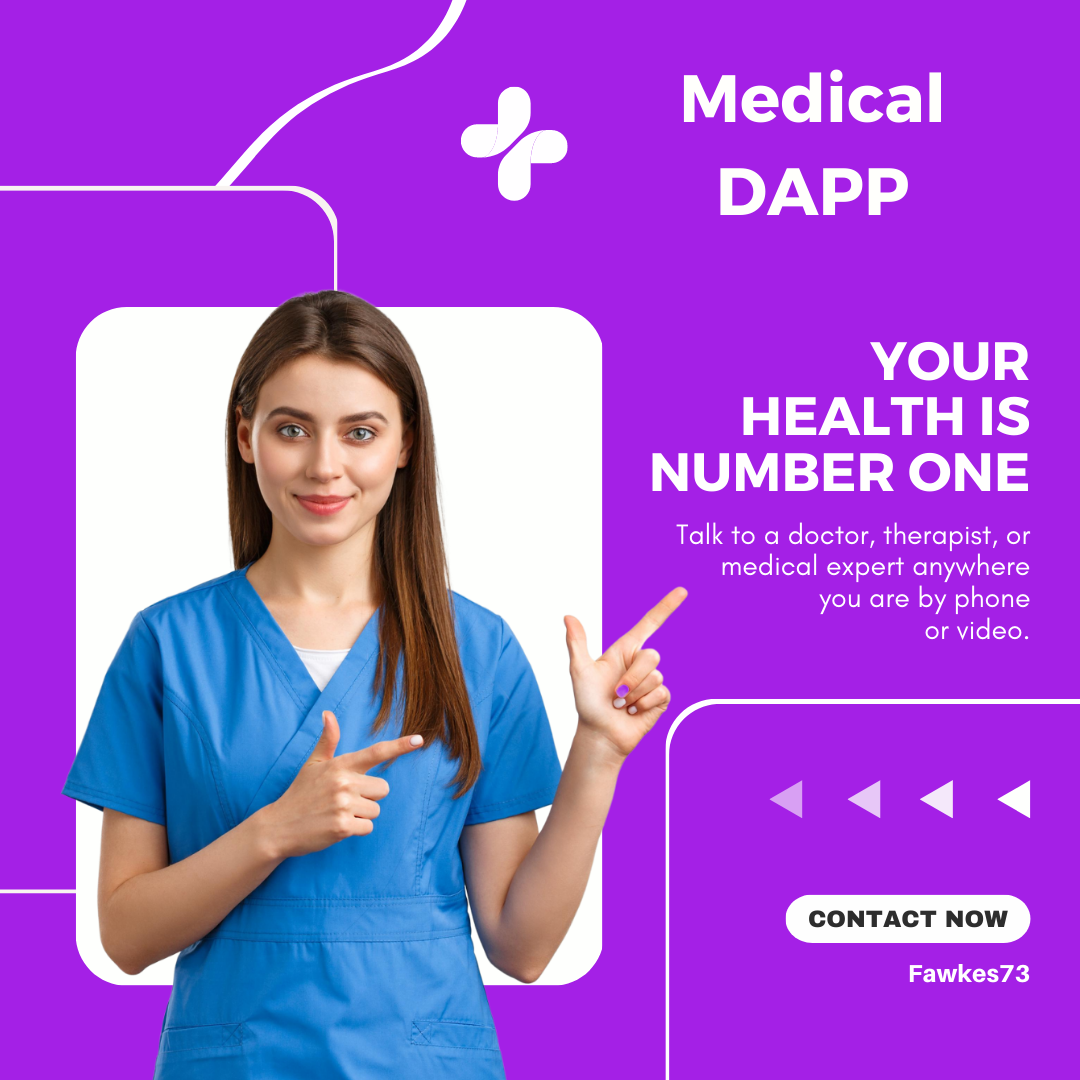 Medical
DAPP
YOUR
HEALTH IS
NUMBER ONE
Talk to a doctor, therapist, or
medical expert anywhere
you are by phone
or video.
CONTACT NOW
Fawkes73